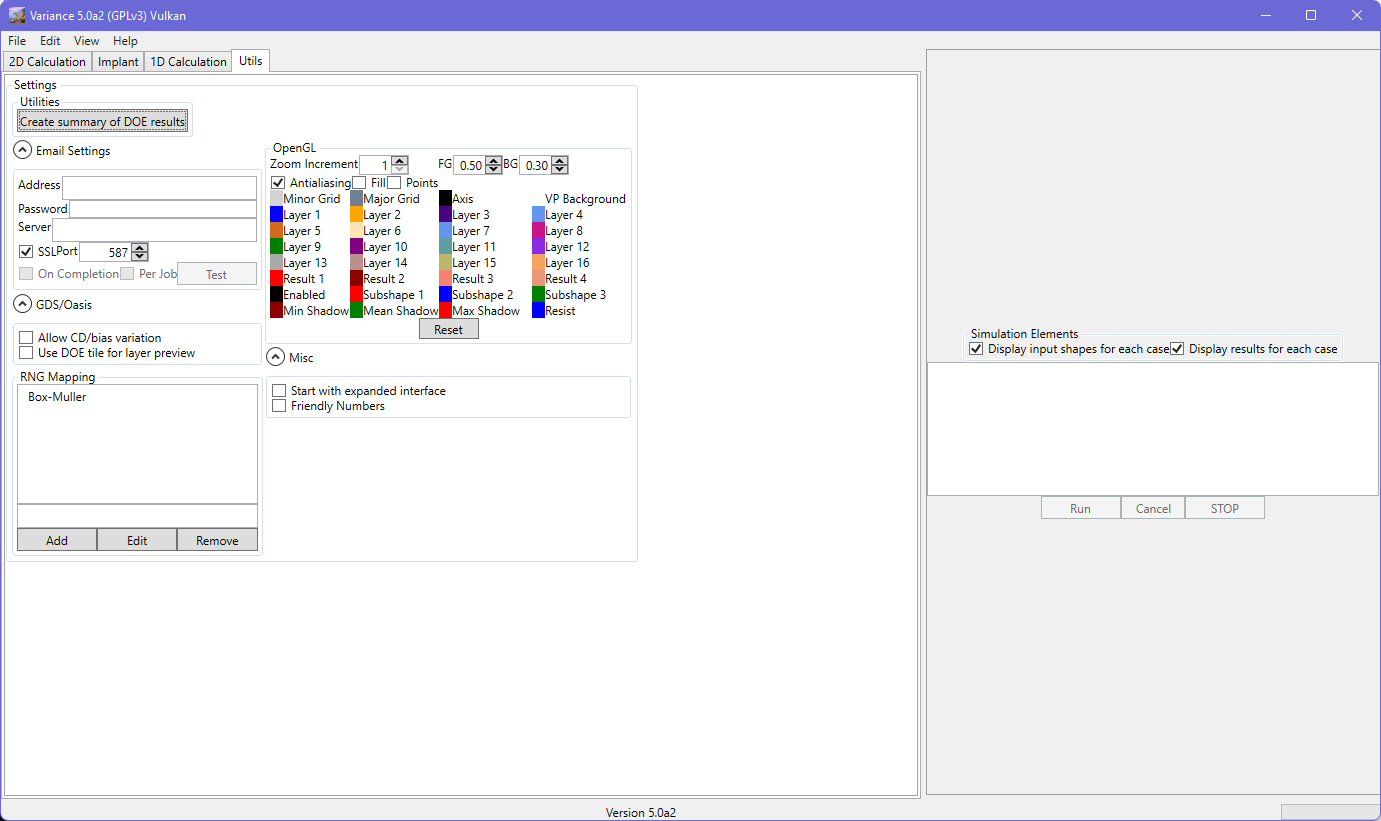 Variance 5.0a2 (GPLv3) Vulkan
File Edit View Help
2D Calculation Implant 1D Calculation Utils
Settings
Utilities
Create summary of DOE results
Email Settings
Address
Password
Server
SSL Port 587
On Completion Per Job Test
GDS/Oasis
Allow CD/bias variation
Use DOE tile for layer preview
RNG Mapping
Box-Muller
Add Edit Remove
OpenGL
Zoom Increment 1 FG 0.50 BG 0.30
Antialiasing Fill Points
Minor Grid Major Grid Axis VP Background
Layer 1 Layer 2 Layer 3 Layer 4
Layer 5 Layer 6 Layer 7 Layer 8
Layer 9 Layer 10 Layer 11 Layer 12
Layer 13 Layer 14 Layer 15 Layer 16
Result 1 Result 2 Result 3 Result 4
Enabled Subshape 1 Subshape 2 Subshape 3
Min Shadow Mean Shadow Max Shadow Resist
Reset
Misc
Start with expanded interface
Friendly Numbers
Simulation Elements
Display input shapes for each case Display results for each case
Run Cancel STOP
Version 5.0a2